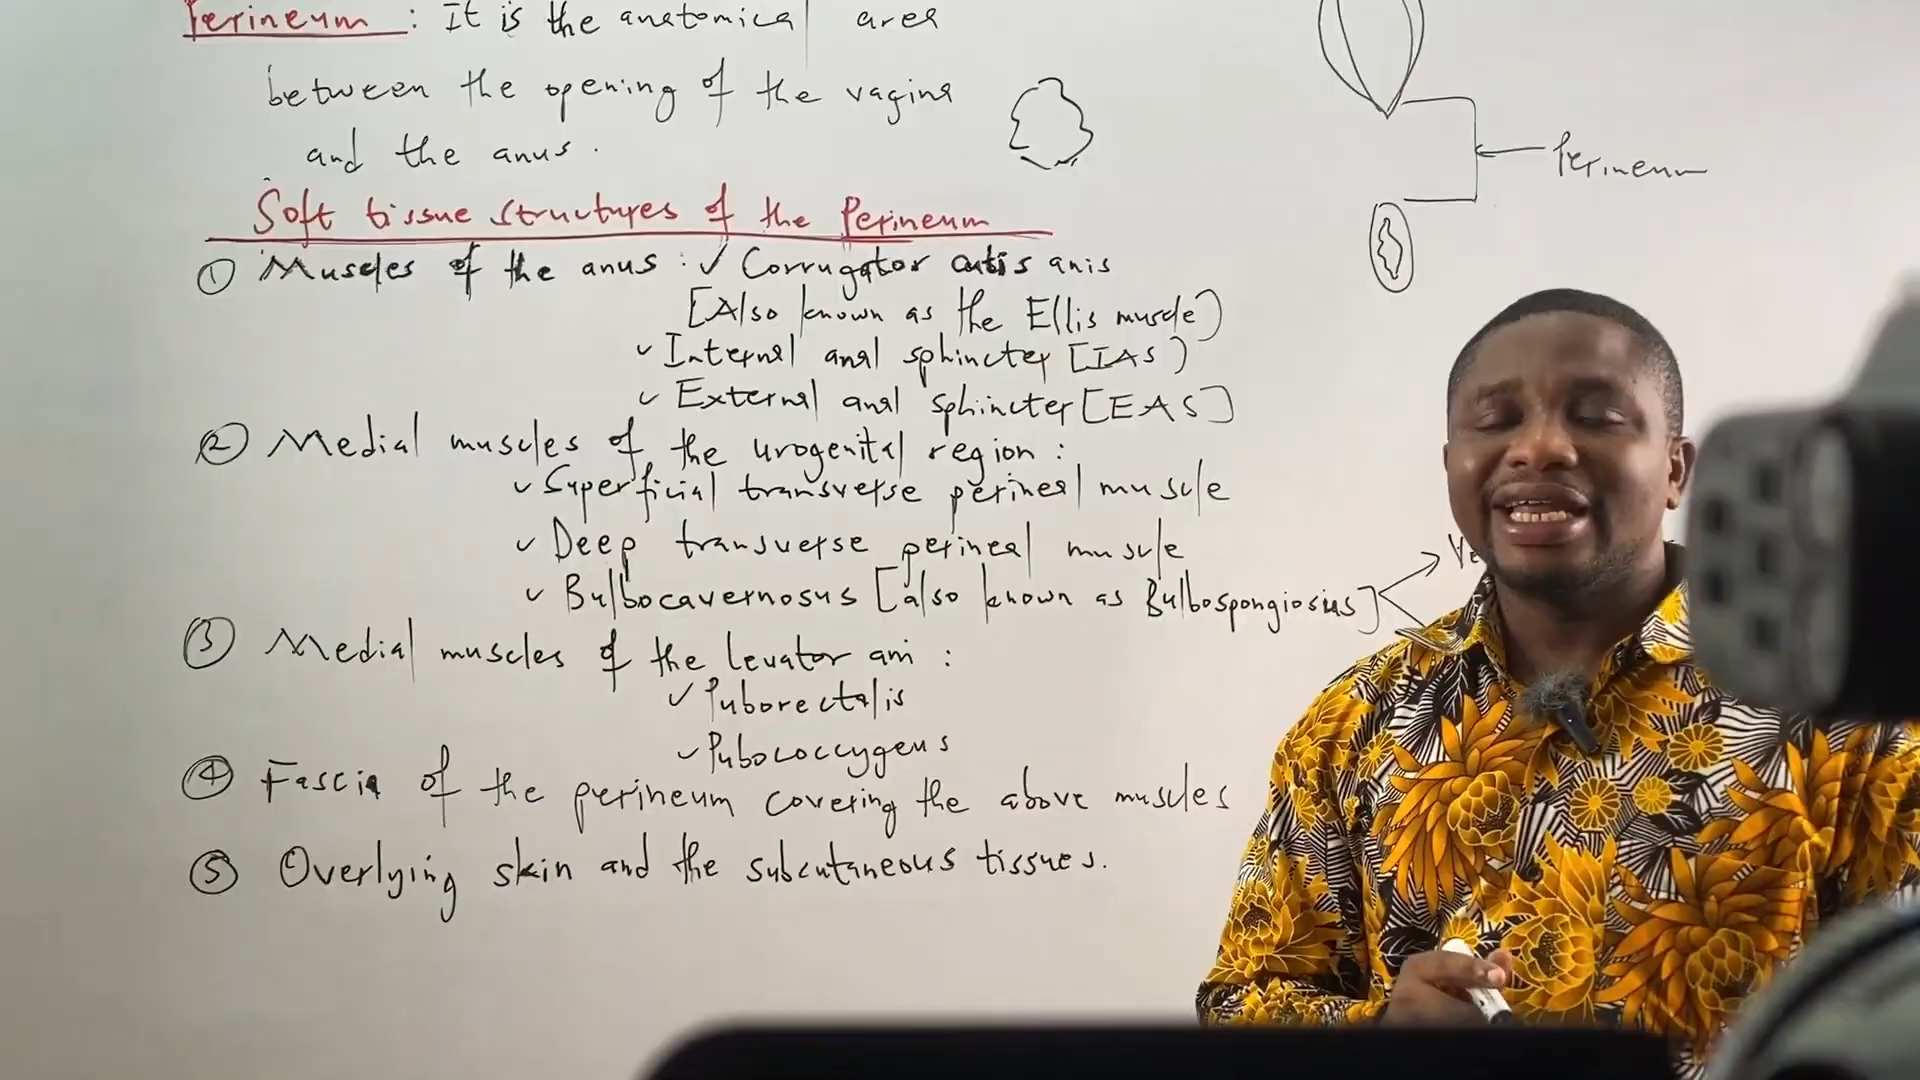 Perineum : It is the anatomical area
between the opening of the vagina
and the anus.
Perineum
Soft tissue structures of the Perineum
① Muscles of the anus : ✓ Corrugator cutis anis
[Also known as the Ellis muscle]
✓ Internal anal sphincter [IAS]
✓ External anal sphincter [EAS]
② Medial muscles of the urogenital region :
✓ Superficial transverse perineal muscle
✓ Deep transverse perineal muscle
✓ Bulbocavernosus [also known as Bulbospongiosus]
③ Medial muscles of the levator ani :
✓ Puborectalis
✓ Pubococcygeus
④ Fascia of the perineum covering the above muscles
⑤ Overlying skin and the subcutaneous tissues.